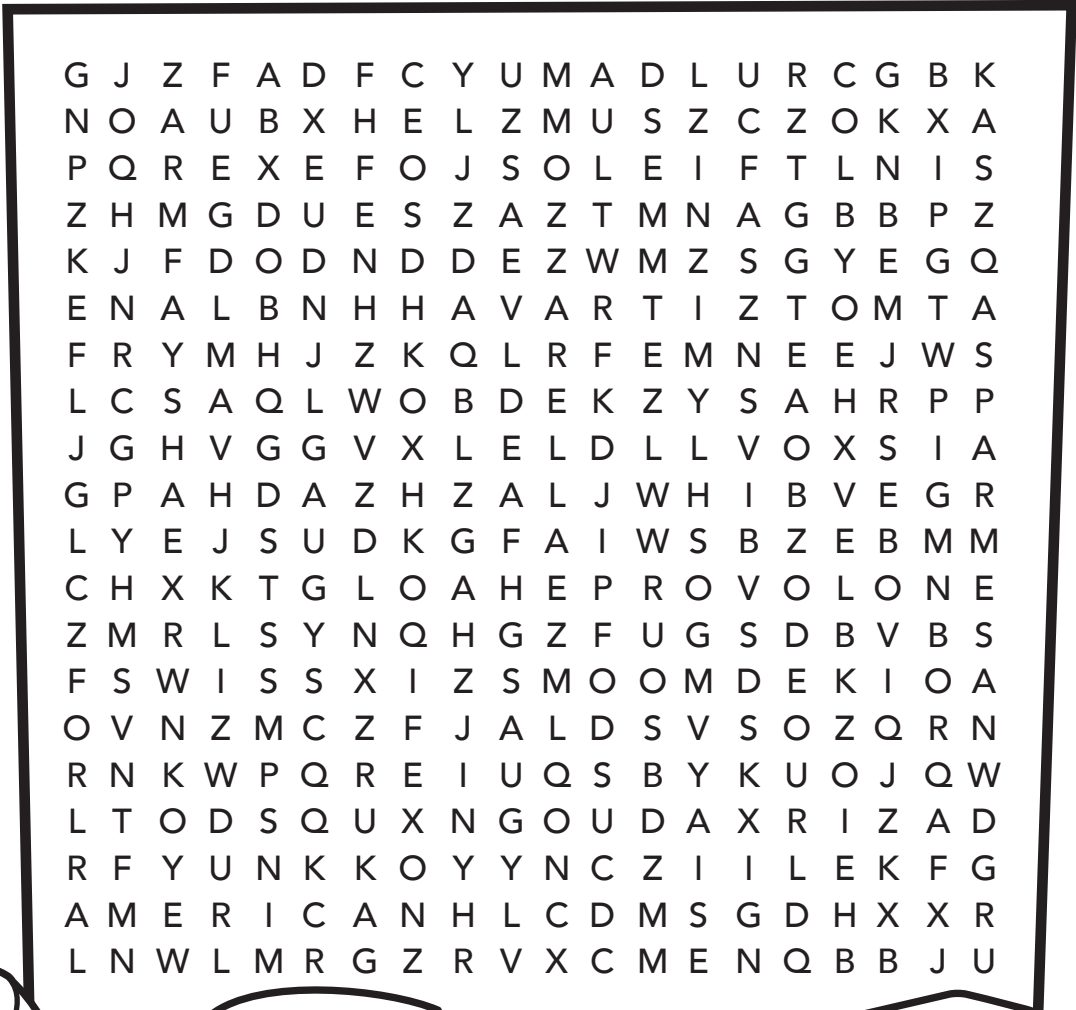 G J Z F A D F C Y U M A D L U R C G B K
N O A U B X H E L Z M U S Z C Z O K X A
P Q R E X E F O J S O L E I F T L N I S
Z H M G D U E S Z A Z T M N A G B B P Z
K J F D O D N D D E Z W M Z S G Y E G Q
E N A L B N H H A V A R T I Z T O M T A
F R Y M H J Z K Q L R F E M N E E J W S
L C S A Q L W O B D E K Z Y S A H R P P
J G H V G G V X L E L D L L V O X S I A
G P A H D A Z H Z A L J W H I B V E G R
L Y E J S U D K G F A I W S B Z E B M M
C H X K T G L O A H E P R O V O L O N E
Z M R L S Y N Q H G Z F U G S D B V B S
F S W I S S X I Z S M O O M D E K I O A
O V N Z M C Z F J A L D S V S O Z Q R N
R N K W P Q R E I U Q S B Y K U O J Q W
L T O D S Q U X N G O U D A X R I Z A D
R F Y U N K K O Y Y N C Z I I L E K F G
A M E R I C A N H L C D M S G D H X X R
L N W L M R G Z R V X C M E N Q B B J U